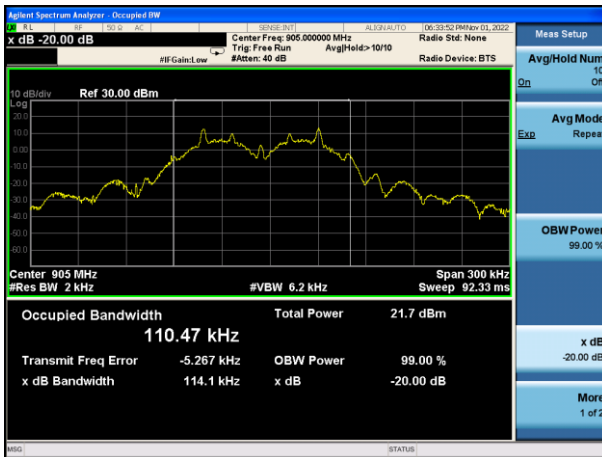 Agilent Spectrum Analyzer - Occupied BW
RL RF 50 Ω AC SENSE:INT ALIGNAUTO 06:33:52 PM Nov 01, 2022
x dB -20.00 dB Center Freq: 905.000000 MHz Radio Std: None
Trig: Free Run Avg|Hold:>10/10
#IFGain:Low #Atten: 40 dB Radio Device: BTS
10 dB/div Ref 30.00 dBm
Log
20.0
10.0
0.00
-10.0
-20.0
-30.0
-40.0
-50.0
-60.0
Center 905 MHz Span 300 kHz
#Res BW 2 kHz #VBW 6.2 kHz Sweep 92.33 ms
Occupied Bandwidth Total Power 21.7 dBm
110.47 kHz
Transmit Freq Error -5.267 kHz OBW Power 99.00 %
x dB Bandwidth 114.1 kHz x dB -20.00 dB
MSG STATUS
Meas Setup
Avg/Hold Num
10
On Off
Avg Mode
Exp Repeat
OBW Power
99.00 %
x dB
-20.00 dB
More
1 of 2